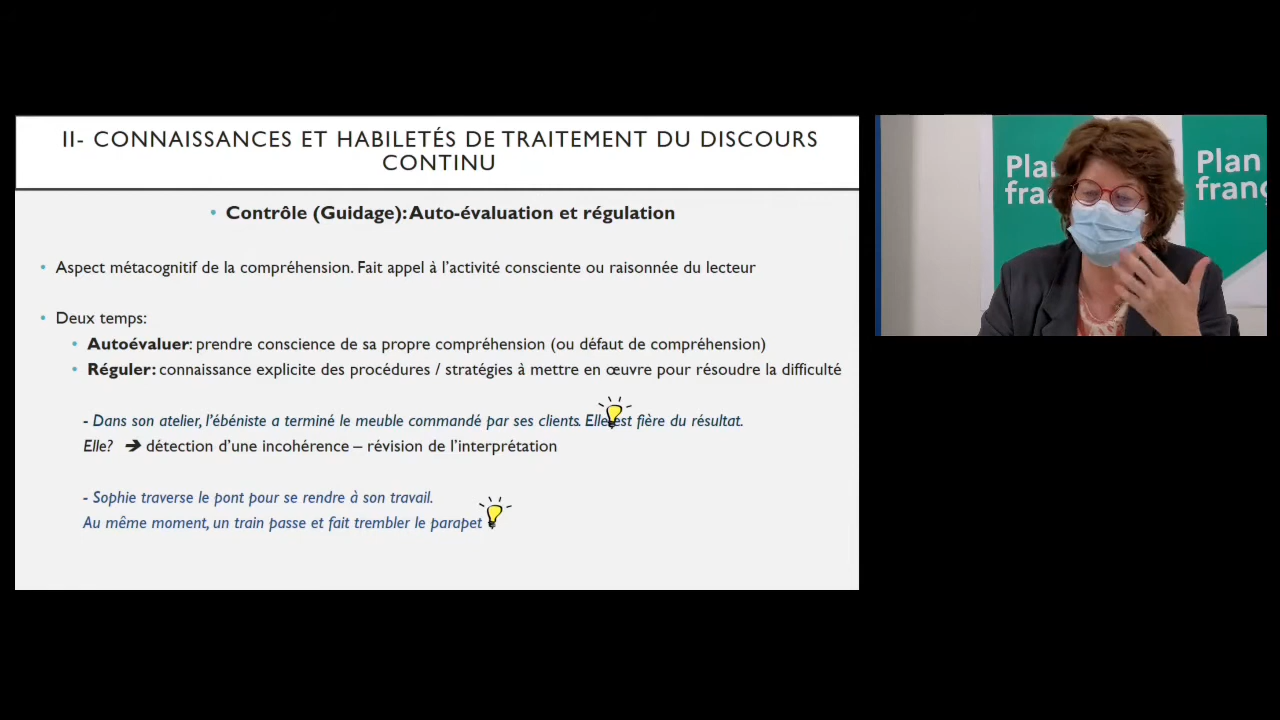 II- CONNAISSANCES ET HABILETÉS DE TRAITEMENT DU DISCOURS
CONTINU
• Contrôle (Guidage): Auto-évaluation et régulation
• Aspect métacognitif de la compréhension. Fait appel à l'activité consciente ou raisonnée du lecteur
• Deux temps:
• Autoévaluer: prendre conscience de sa propre compréhension (ou défaut de compréhension)
• Réguler: connaissance explicite des procédures / stratégies à mettre en œuvre pour résoudre la difficulté
- Dans son atelier, l'ébéniste a terminé le meuble commandé par ses clients. Elle est fière du résultat.
Elle? ➔ détection d'une incohérence – révision de l'interprétation
- Sophie traverse le pont pour se rendre à son travail.
Au même moment, un train passe et fait trembler le parapet
Plan
Plan
franç